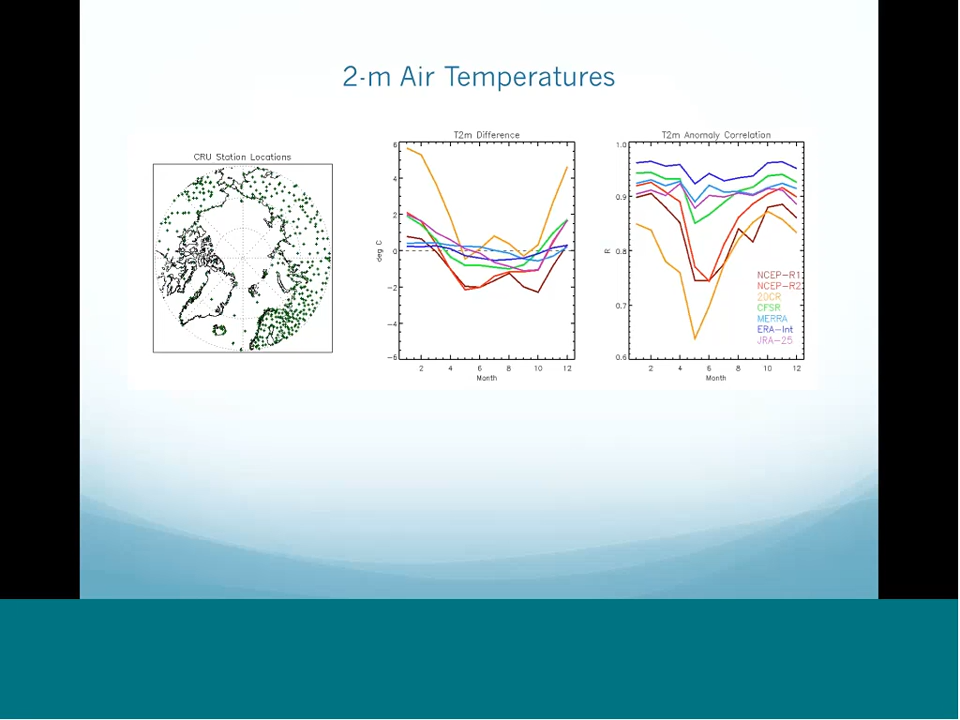 2-m Air Temperatures
CRU Station Locations
T2m Difference
6
4
2
0
−2
−4
−6
deg C
2 4 6 8 10 12
Month
T2m Anomaly Correlation
1.0
0.9
0.8
0.7
0.6
R
NCEP−R1
NCEP−R2
20CR
CFSR
MERRA
ERA−Int
JRA−25
2 4 6 8 10 12
Month